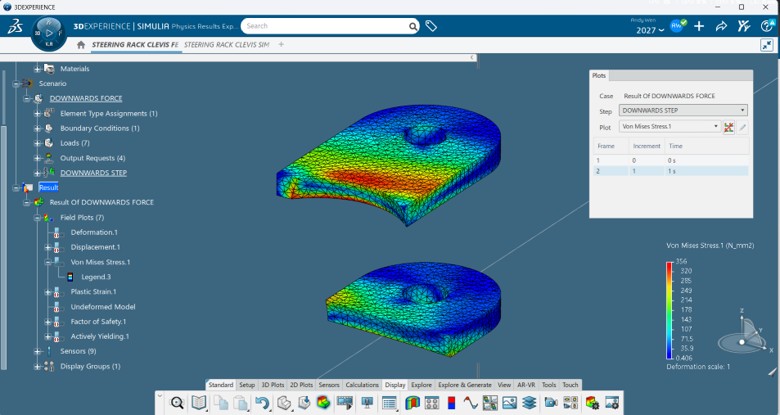 3DEXPERIENCE
3DEXPERIENCE | SIMULIA Physics Results Exp...
Search
Andy Wen
2027
STEERING RACK CLEVIS FE STEERING RACK CLEVIS SIM
Materials
Scenario
DOWNWARDS FORCE
Element Type Assignments (1)
Boundary Conditions (1)
Loads (7)
Output Requests (4)
DOWNWARDS STEP
Result
Result Of DOWNWARDS FORCE
Field Plots (7)
Deformation.1
Displacement.1
Von Mises Stress.1
Legend.3
Plastic Strain.1
Undeformed Model
Factor of Safety.1
Actively Yielding.1
Sensors (9)
Display Groups (1)
Plots
Case Result Of DOWNWARDS FORCE
Step DOWNWARDS STEP
Plot Von Mises Stress.1
Frame Increment Time
1 0 0 s
2 1 1 s
Von Mises Stress.1 (N_mm2)
356
320
285
249
214
178
143
107
71.5
35.9
0.406
Deformation scale: 1
Z
Y
X
Standard Setup 3D Plots 2D Plots Sensors Calculations Display Explore Explore & Generate View AR-VR Tools Touch